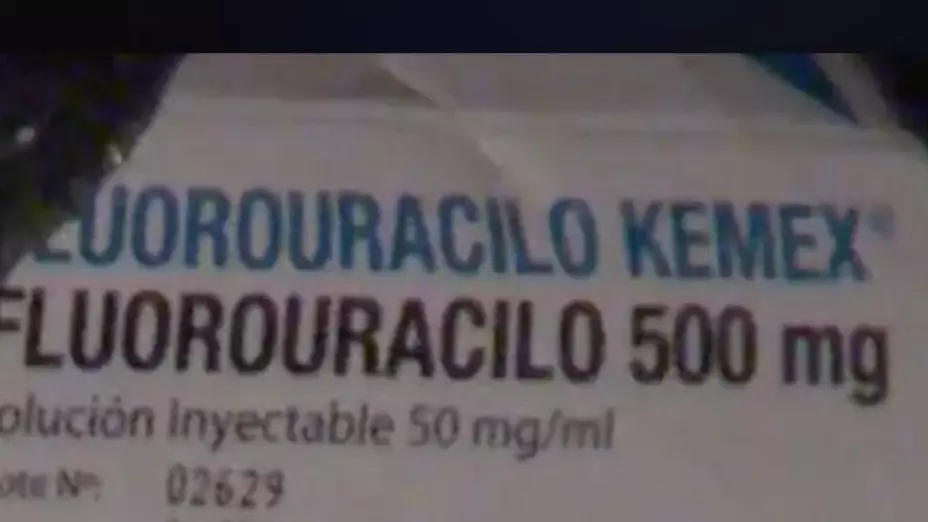 LUOROURACILO KEMEX®
FLUOROURACILO 500 mg
olución inyectable 50 mg/ml
ote Nº: 02629